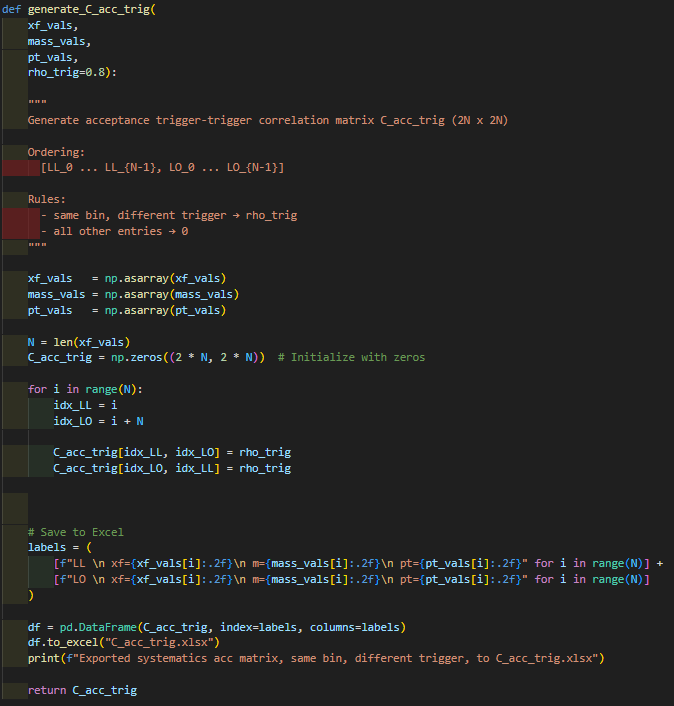 def generate_C_acc_trig(
    xf_vals,
    mass_vals,
    pt_vals,
    rho_trig=0.8):

    """
    Generate acceptance trigger-trigger correlation matrix C_acc_trig (2N x 2N)

    Ordering:
      [LL_0 ... LL_{N-1}, LO_0 ... LO_{N-1}]

    Rules:
      - same bin, different trigger → rho_trig
      - all other entries → 0
    """

    xf_vals   = np.asarray(xf_vals)
    mass_vals = np.asarray(mass_vals)
    pt_vals   = np.asarray(pt_vals)

    N = len(xf_vals)
    C_acc_trig = np.zeros((2 * N, 2 * N))  # Initialize with zeros

    for i in range(N):
        idx_LL = i
        idx_LO = i + N

        C_acc_trig[idx_LL, idx_LO] = rho_trig
        C_acc_trig[idx_LO, idx_LL] = rho_trig

    # Save to Excel
    labels = (
        [f"LL \n xf={xf_vals[i]:.2f}\n m={mass_vals[i]:.2f}\n pt={pt_vals[i]:.2f}" for i in range(N)] +
        [f"LO \n xf={xf_vals[i]:.2f}\n m={mass_vals[i]:.2f}\n pt={pt_vals[i]:.2f}" for i in range(N)]
    )

    df = pd.DataFrame(C_acc_trig, index=labels, columns=labels)
    df.to_excel("C_acc_trig.xlsx")
    print(f"Exported systematics acc matrix, same bin, different trigger, to C_acc_trig.xlsx")

    return C_acc_trig